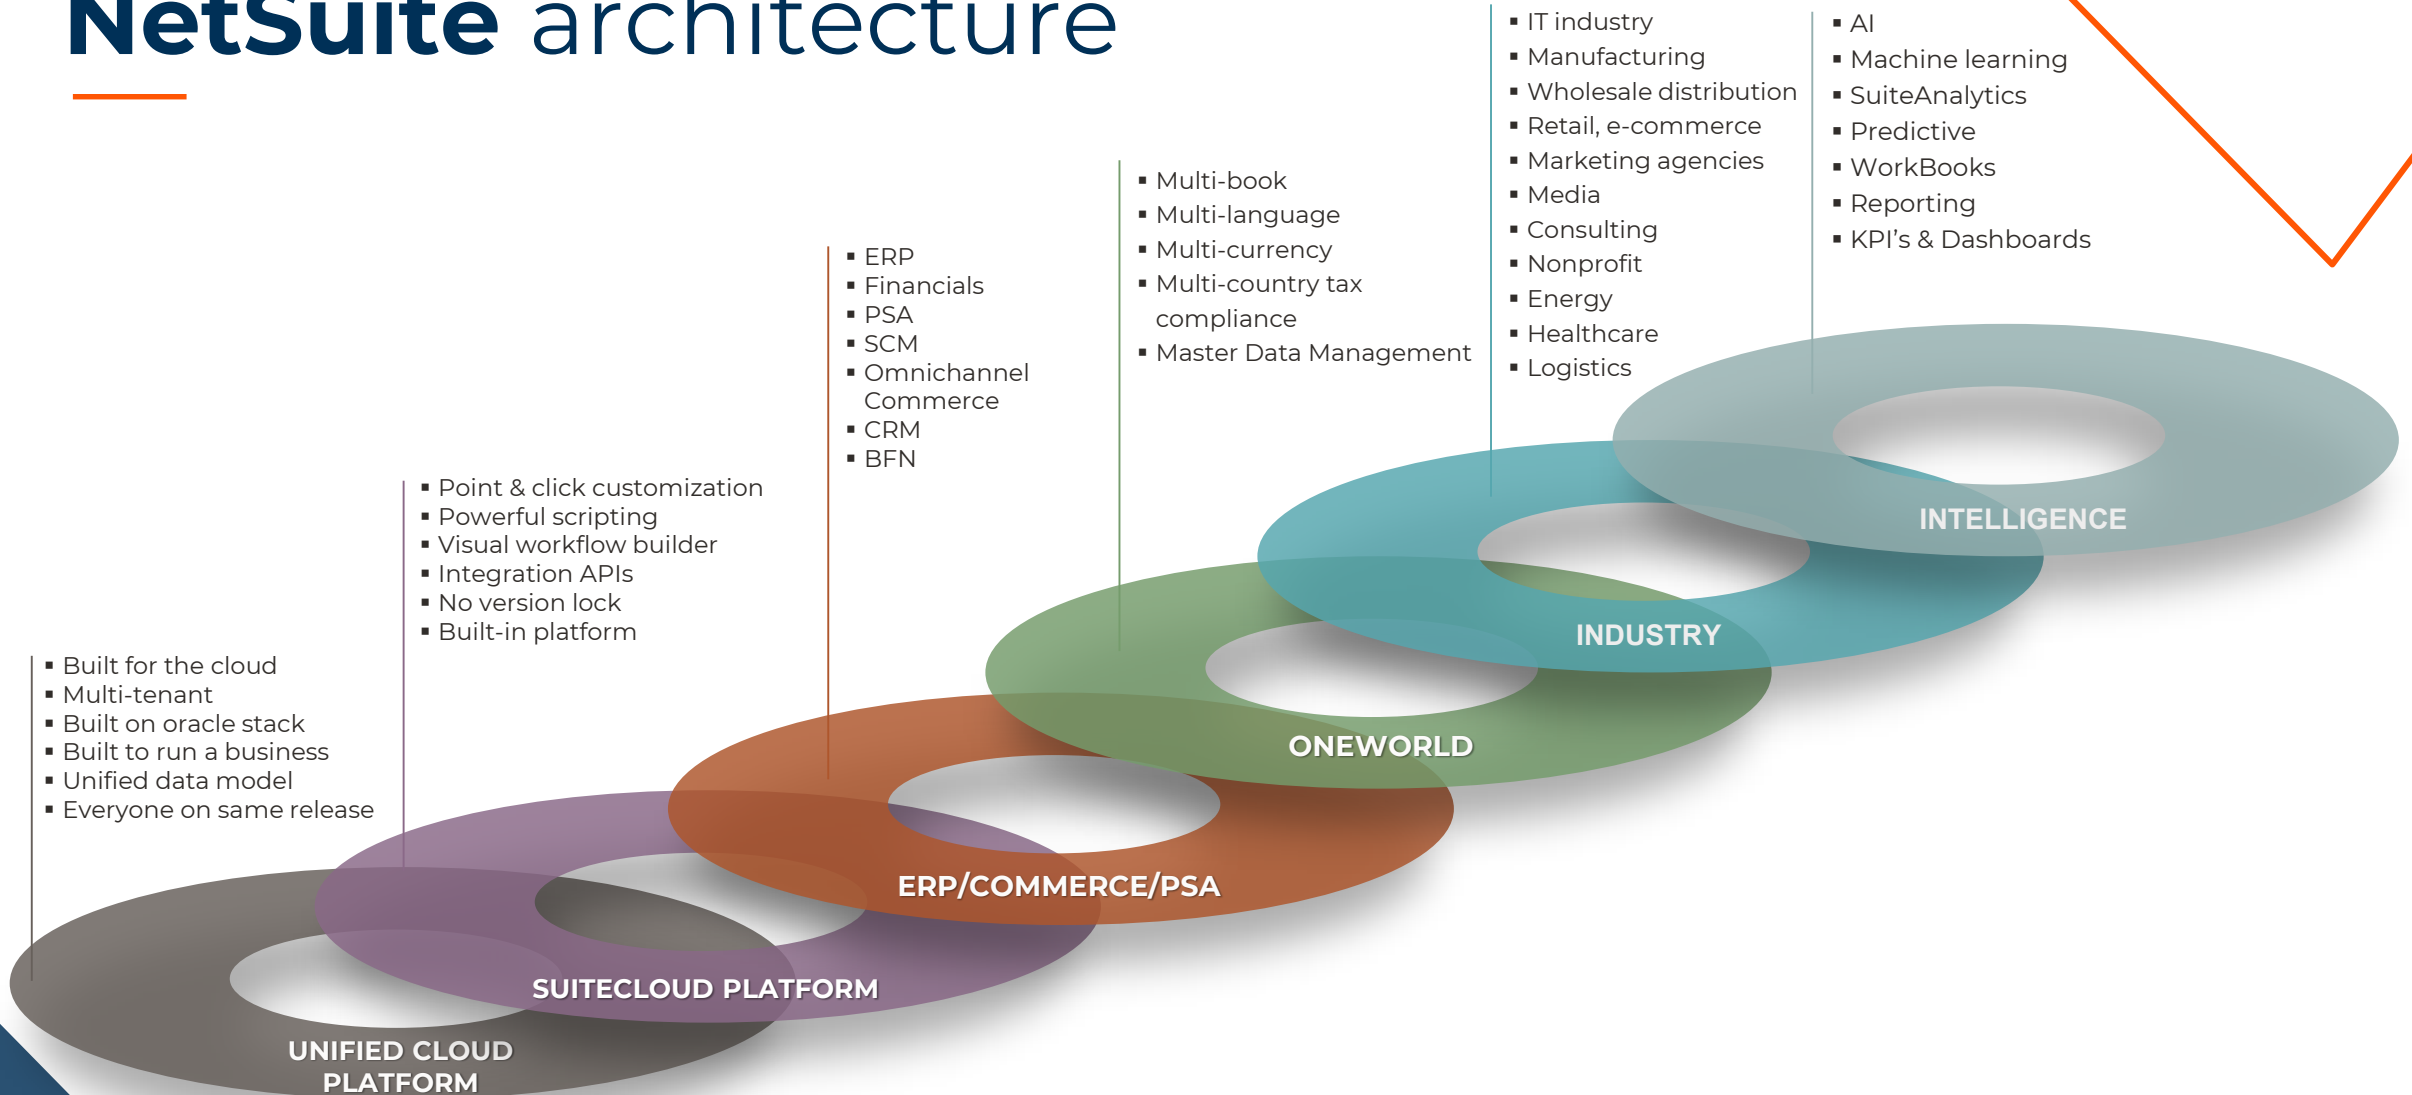 NetSuite architecture
IT industry
Manufacturing
Wholesale distribution
Retail, e-commerce
Marketing agencies
Media
Consulting
Nonprofit
Energy
Healthcare
Logistics
AI
Machine learning
SuiteAnalytics
Predictive
WorkBooks
Reporting
KPI’s & Dashboards
Multi-book
Multi-language
Multi-currency
Multi-country tax
compliance
Master Data Management
ERP
Financials
PSA
SCM
Omnichannel
Commerce
CRM
BFN
Point & click customization
Powerful scripting
Visual workflow builder
Integration APIs
No version lock
Built-in platform
Built for the cloud
Multi-tenant
Built on oracle stack
Built to run a business
Unified data model
Everyone on same release
INTELLIGENCE
INDUSTRY
ONEWORLD
ERP/COMMERCE/PSA
SUITECLOUD PLATFORM
UNIFIED CLOUD
PLATFORM